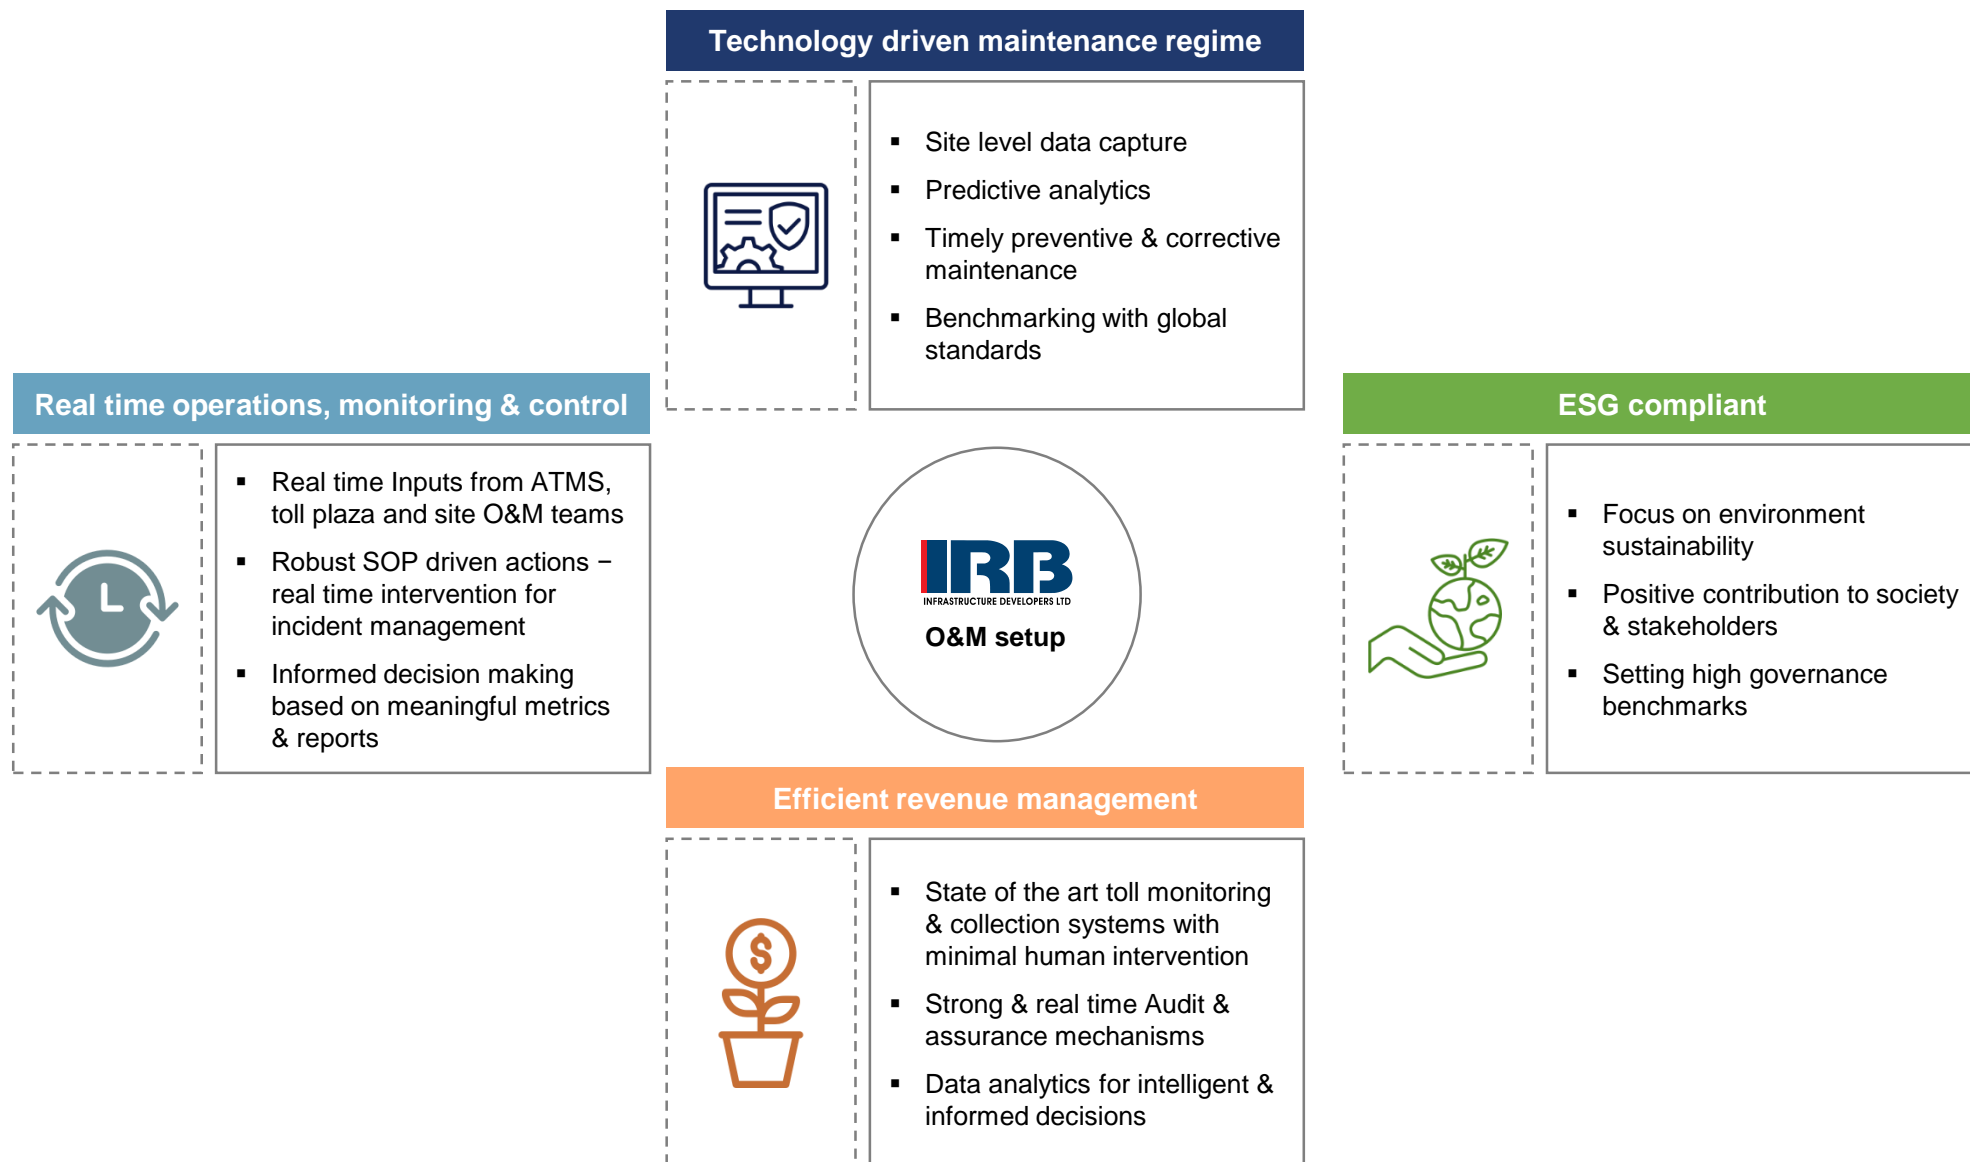 Technology driven maintenance regime
▪ Site level data capture
▪ Predictive analytics
▪ Timely preventive & corrective
maintenance
▪ Benchmarking with global
standards
Real time operations, monitoring & control
▪ Real time Inputs from ATMS,
toll plaza and site O&M teams
▪ Robust SOP driven actions −
real time intervention for
incident management
▪ Informed decision making
based on meaningful metrics
& reports
IRB
INFRASTRUCTURE DEVELOPERS LTD
O&M setup
ESG compliant
▪ Focus on environment
sustainability
▪ Positive contribution to society
& stakeholders
▪ Setting high governance
benchmarks
Efficient revenue management
$
▪ State of the art toll monitoring
& collection systems with
minimal human intervention
▪ Strong & real time Audit &
assurance mechanisms
▪ Data analytics for intelligent &
informed decisions